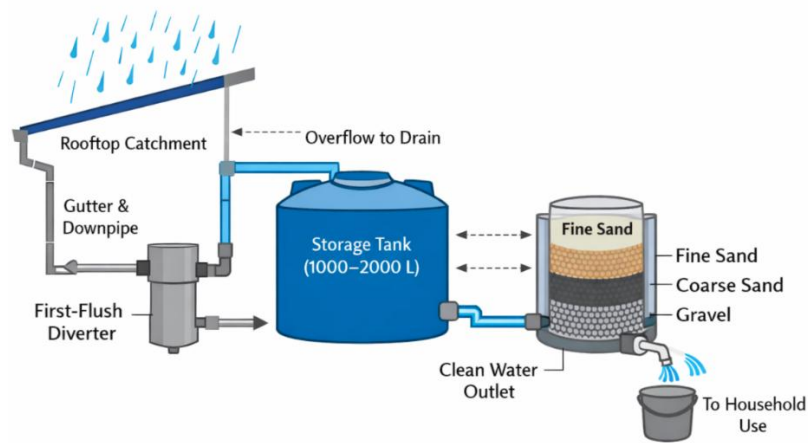 Rooftop Catchment
Overflow to Drain
Gutter &
Downpipe
First-Flush
Diverter
Storage Tank
(1000–2000 L)
Fine Sand
Fine Sand
Coarse Sand
Gravel
Clean Water
Outlet
To Household
Use